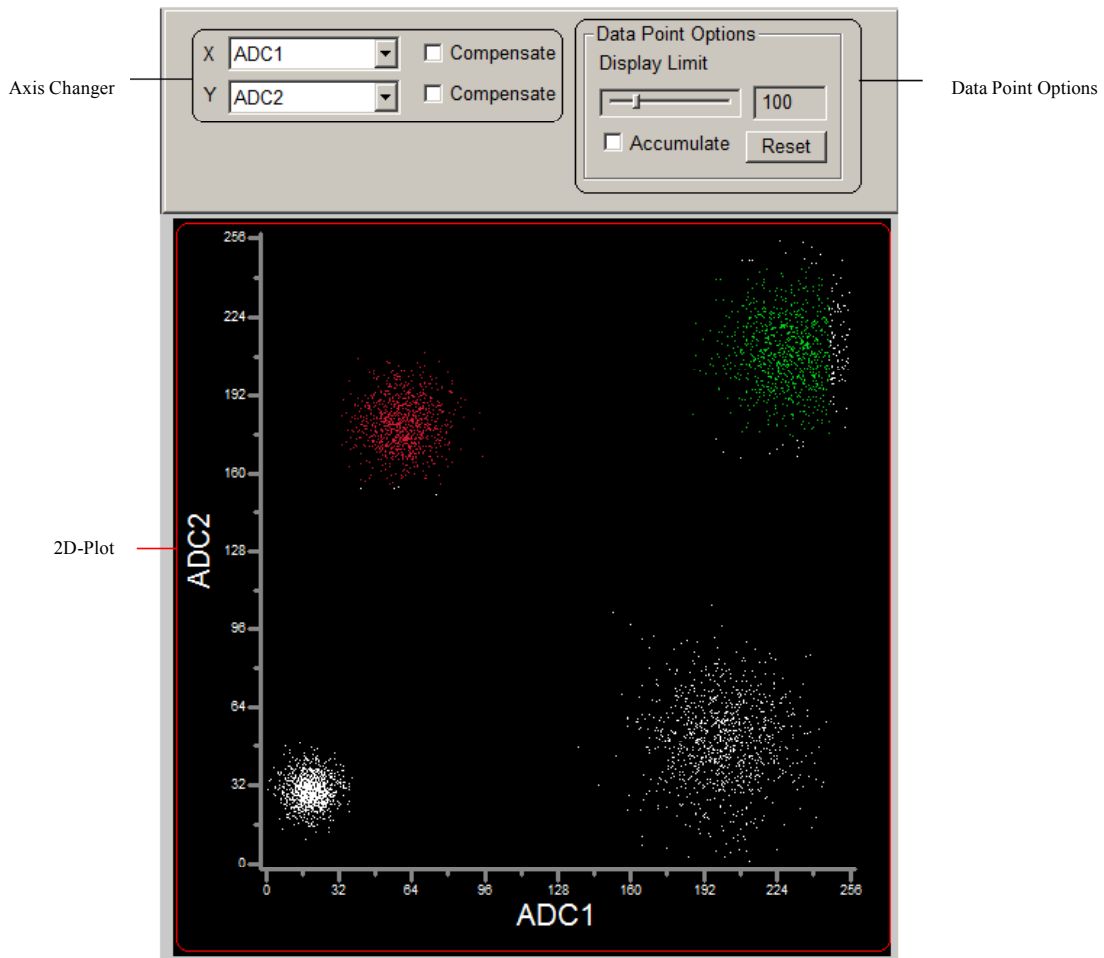 Axis Changer
X ADC1 Compensate
Y ADC2 Compensate
Data Point Options
Display Limit
100
Accumulate Reset
Data Point Options
2D-Plot
ADC2
256
224
192
160
128
96
64
32
0
0 32 64 96 128 160 192 224 256
ADC1